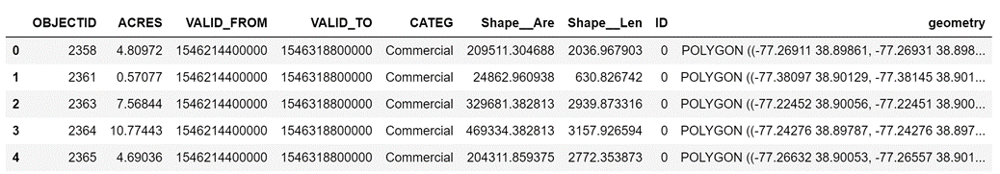 OBJECTID ACRES VALID_FROM VALID_TO CATEG Shape__Are Shape__Len ID geometry
0 2358 4.80972 1546214400000 1546318800000 Commercial 209511.304688 2036.967903 0 POLYGON ((-77.26911 38.89861, -77.26931 38.898...
1 2361 0.57077 1546214400000 1546318800000 Commercial 24862.960938 630.826742 0 POLYGON ((-77.38097 38.90129, -77.38145 38.901...
2 2363 7.56844 1546214400000 1546318800000 Commercial 329681.382813 2939.873316 0 POLYGON ((-77.22452 38.90056, -77.22451 38.900...
3 2364 10.77443 1546214400000 1546318800000 Commercial 469334.382813 3157.926594 0 POLYGON ((-77.24276 38.89787, -77.24276 38.897...
4 2365 4.69036 1546214400000 1546318800000 Commercial 204311.859375 2772.353873 0 POLYGON ((-77.26632 38.90053, -77.26557 38.901...